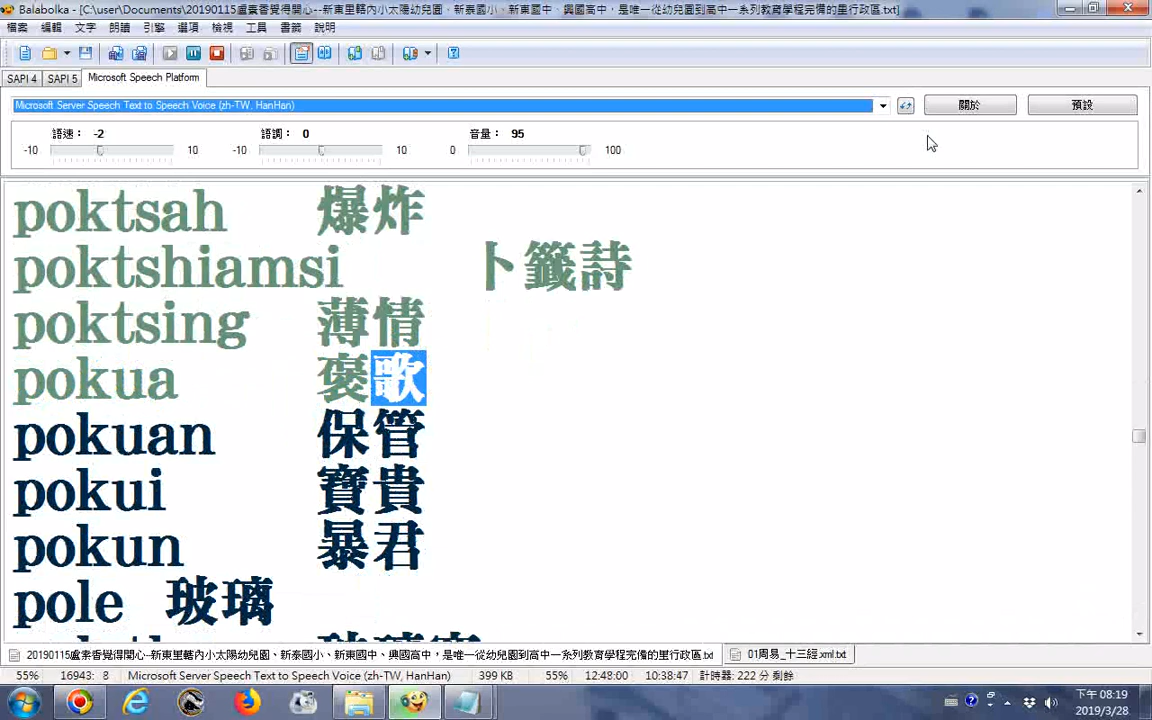 Balabolka - [C:\user\Documents\20190115盧素香覺得開心--新東里轄內小太陽幼兒園、新泰國小、新東國中、興國高中，是唯一從幼兒園到高中一系列教育學程完備的里行政區.txt]
檔案 編輯 文字 朗讀 引擎 選項 檢視 工具 書籤 說明
SAPI 4 SAPI 5 Microsoft Speech Platform
Microsoft Server Speech Text to Speech Voice (zh-TW, HanHan) 關於 預設
語速： -2 語調： 0 音量： 95
-10 10 -10 10 0 100
poktsah 爆炸
poktshiamsi 卜籤詩
poktsing 薄情
pokua 褒歌
pokuan 保管
pokui 寶貴
pokun 暴君
pole 玻璃
20190115盧素香覺得開心--新東里轄內小太陽幼兒園、新泰國小、新東國中、興國高中，是唯一從幼兒園到高中一系列教育學程完備的里行政區.txt 01周易_十三經.xml.txt
55% 16943: 8 Microsoft Server Speech Text to Speech Voice (zh-TW, HanHan) 399 KB 55% 12:48:00 10:38:47 計時器: 222 分 剩餘
下午 08:19
2019/3/28